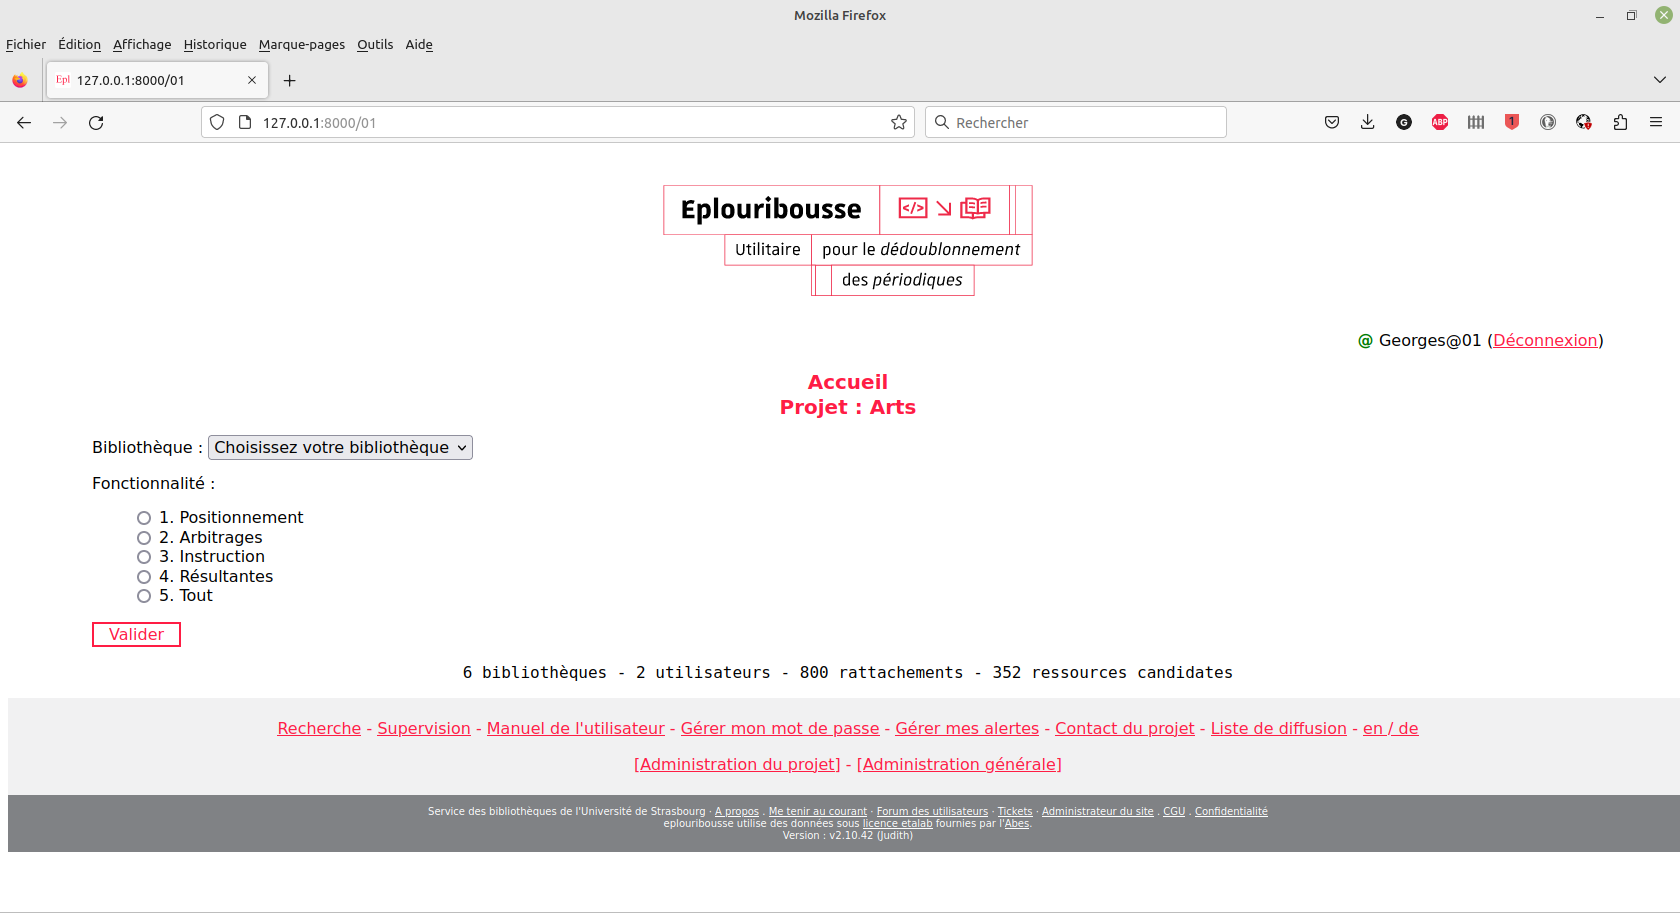 Mozilla Firefox
Fichier Édition Affichage Historique Marque-pages Outils Aide
Epl 127.0.0.1:8000/01
127.0.0.1:8000/01 Rechercher G ABP 1
Eplouribousse </>
Utilitaire pour le dédoublonnement
des périodiques
@ Georges@01 (Déconnexion)
Accueil
Projet : Arts
Bibliothèque : Choisissez votre bibliothèque
Fonctionnalité :
1. Positionnement
2. Arbitrages
3. Instruction
4. Résultantes
5. Tout
Valider
6 bibliothèques - 2 utilisateurs - 800 rattachements - 352 ressources candidates
Recherche - Supervision - Manuel de l'utilisateur - Gérer mon mot de passe - Gérer mes alertes - Contact du projet - Liste de diffusion - en / de
[Administration du projet] - [Administration générale]
Service des bibliothèques de l'Université de Strasbourg · A propos . Me tenir au courant · Forum des utilisateurs · Tickets · Administrateur du site . CGU . Confidentialité
eplouribousse utilise des données sous licence etalab fournies par l'Abes.
Version : v2.10.42 (Judith)